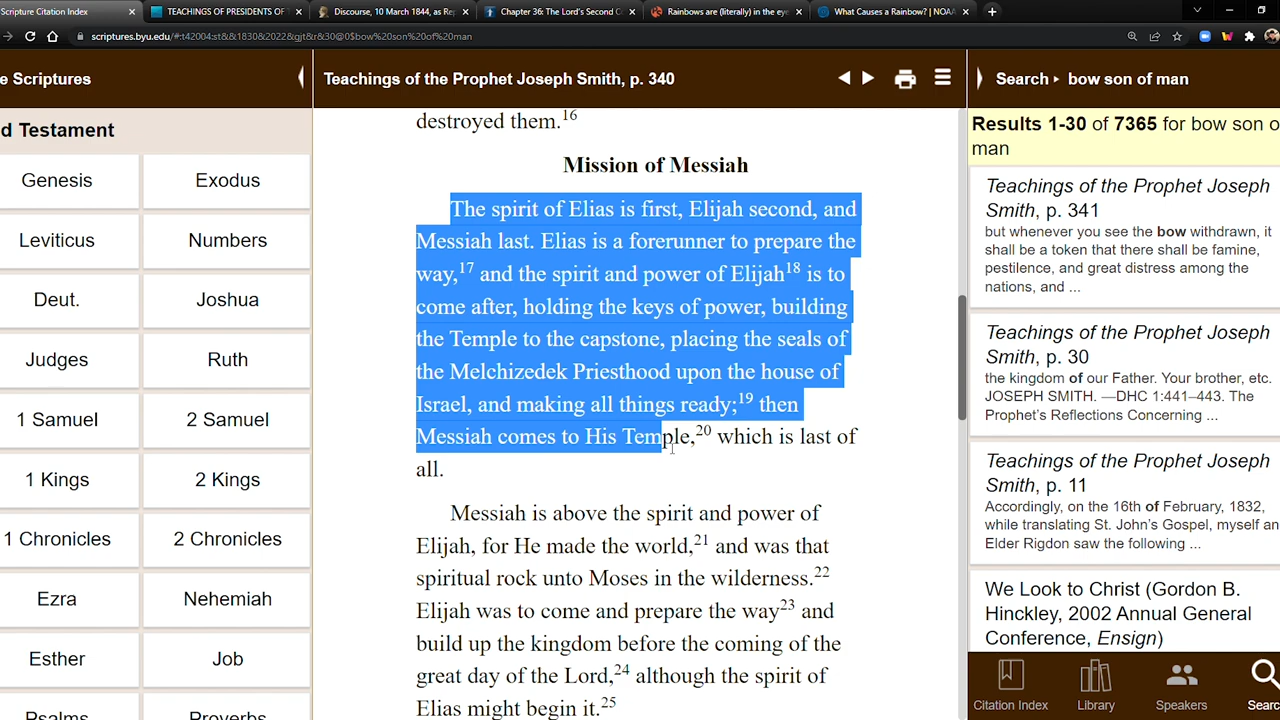 Scripture Citation Index
TEACHINGS OF PRESIDENTS OF T
Discourse, 10 March 1844, as Rep
Chapter 36: The Lord's Second C
Rainbows are (literally) in the eye
What Causes a Rainbow? | NOAA
scriptures.byu.edu/#:t42004:st&&1830&2022&gjt&r&30@0$bow%20son%20of%20man
e Scriptures
Teachings of the Prophet Joseph Smith, p. 340
Search ▸ bow son of man
d Testament
Genesis
Exodus
Leviticus
Numbers
Deut.
Joshua
Judges
Ruth
1 Samuel
2 Samuel
1 Kings
2 Kings
1 Chronicles
2 Chronicles
Ezra
Nehemiah
Esther
Job
Psalms
Proverbs
destroyed them.16
Mission of Messiah
The spirit of Elias is first, Elijah second, and
Messiah last. Elias is a forerunner to prepare the
way,17 and the spirit and power of Elijah18 is to
come after, holding the keys of power, building
the Temple to the capstone, placing the seals of
the Melchizedek Priesthood upon the house of
Israel, and making all things ready;19 then
Messiah comes to His Temple,20 which is last of
all.
Messiah is above the spirit and power of
Elijah, for He made the world,21 and was that
spiritual rock unto Moses in the wilderness.22
Elijah was to come and prepare the way23 and
build up the kingdom before the coming of the
great day of the Lord,24 although the spirit of
Elias might begin it.25
Results 1-30 of 7365 for bow son o
man
Teachings of the Prophet Joseph
Smith, p. 341
but whenever you see the bow withdrawn, it
shall be a token that there shall be famine,
pestilence, and great distress among the
nations, and ...
Teachings of the Prophet Joseph
Smith, p. 30
the kingdom of our Father. Your brother, etc.
JOSEPH SMITH. —DHC 1:441–443. The
Prophet's Reflections Concerning ...
Teachings of the Prophet Joseph
Smith, p. 11
Accordingly, on the 16th of February, 1832,
while translating St. John's Gospel, myself an
Elder Rigdon saw the following ...
We Look to Christ (Gordon B.
Hinckley, 2002 Annual General
Conference, Ensign)
Citation Index
Library
Speakers
Searc